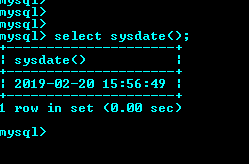 mysql>
mysql>
mysql>
mysql> select sysdate();
+---------------------+
| sysdate()           |
+---------------------+
| 2019-02-20 15:56:49 |
+---------------------+
1 row in set (0.00 sec)
mysql>